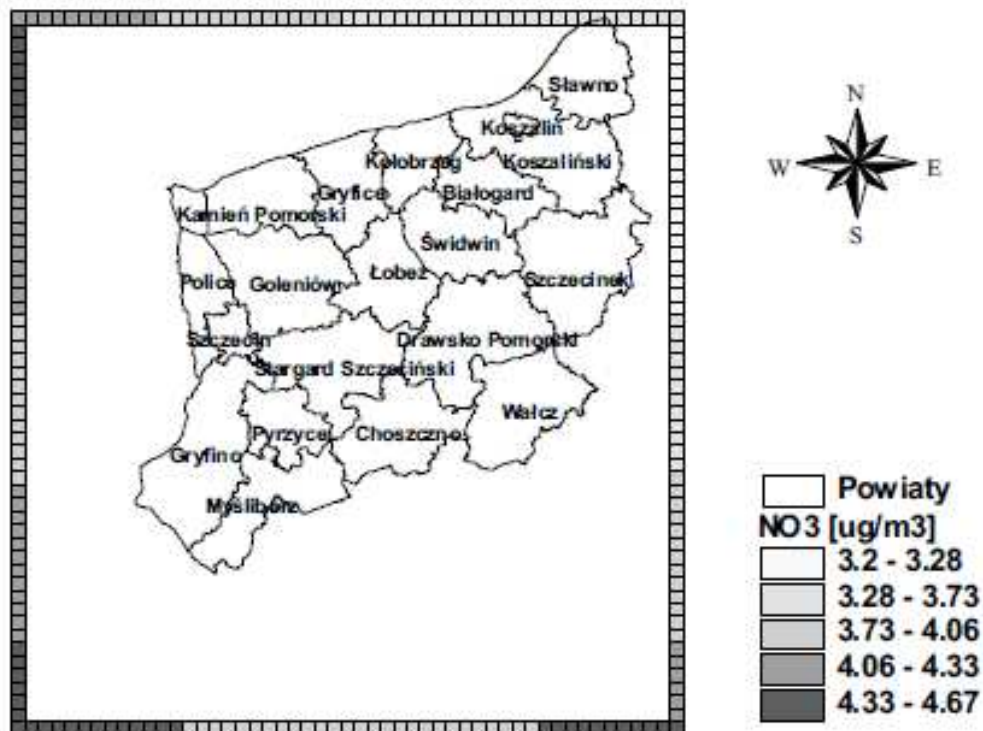 Sławno
Koszalin
Kołobrzeg
Koszaliński
Gryfice
Białogard
Kamień Pomorski
Świdwin
Łobez
Police
Goleniów
Szczecinek
Szczecin
Drawsko Pomorski
Stargard Szczeciński
Wałcz
Pyrzyce
Choszczno
Gryfino
Myślibórz
N
W
E
S
Powiaty
NO3 [ug/m3]
3.2 - 3.28
3.28 - 3.73
3.73 - 4.06
4.06 - 4.33
4.33 - 4.67